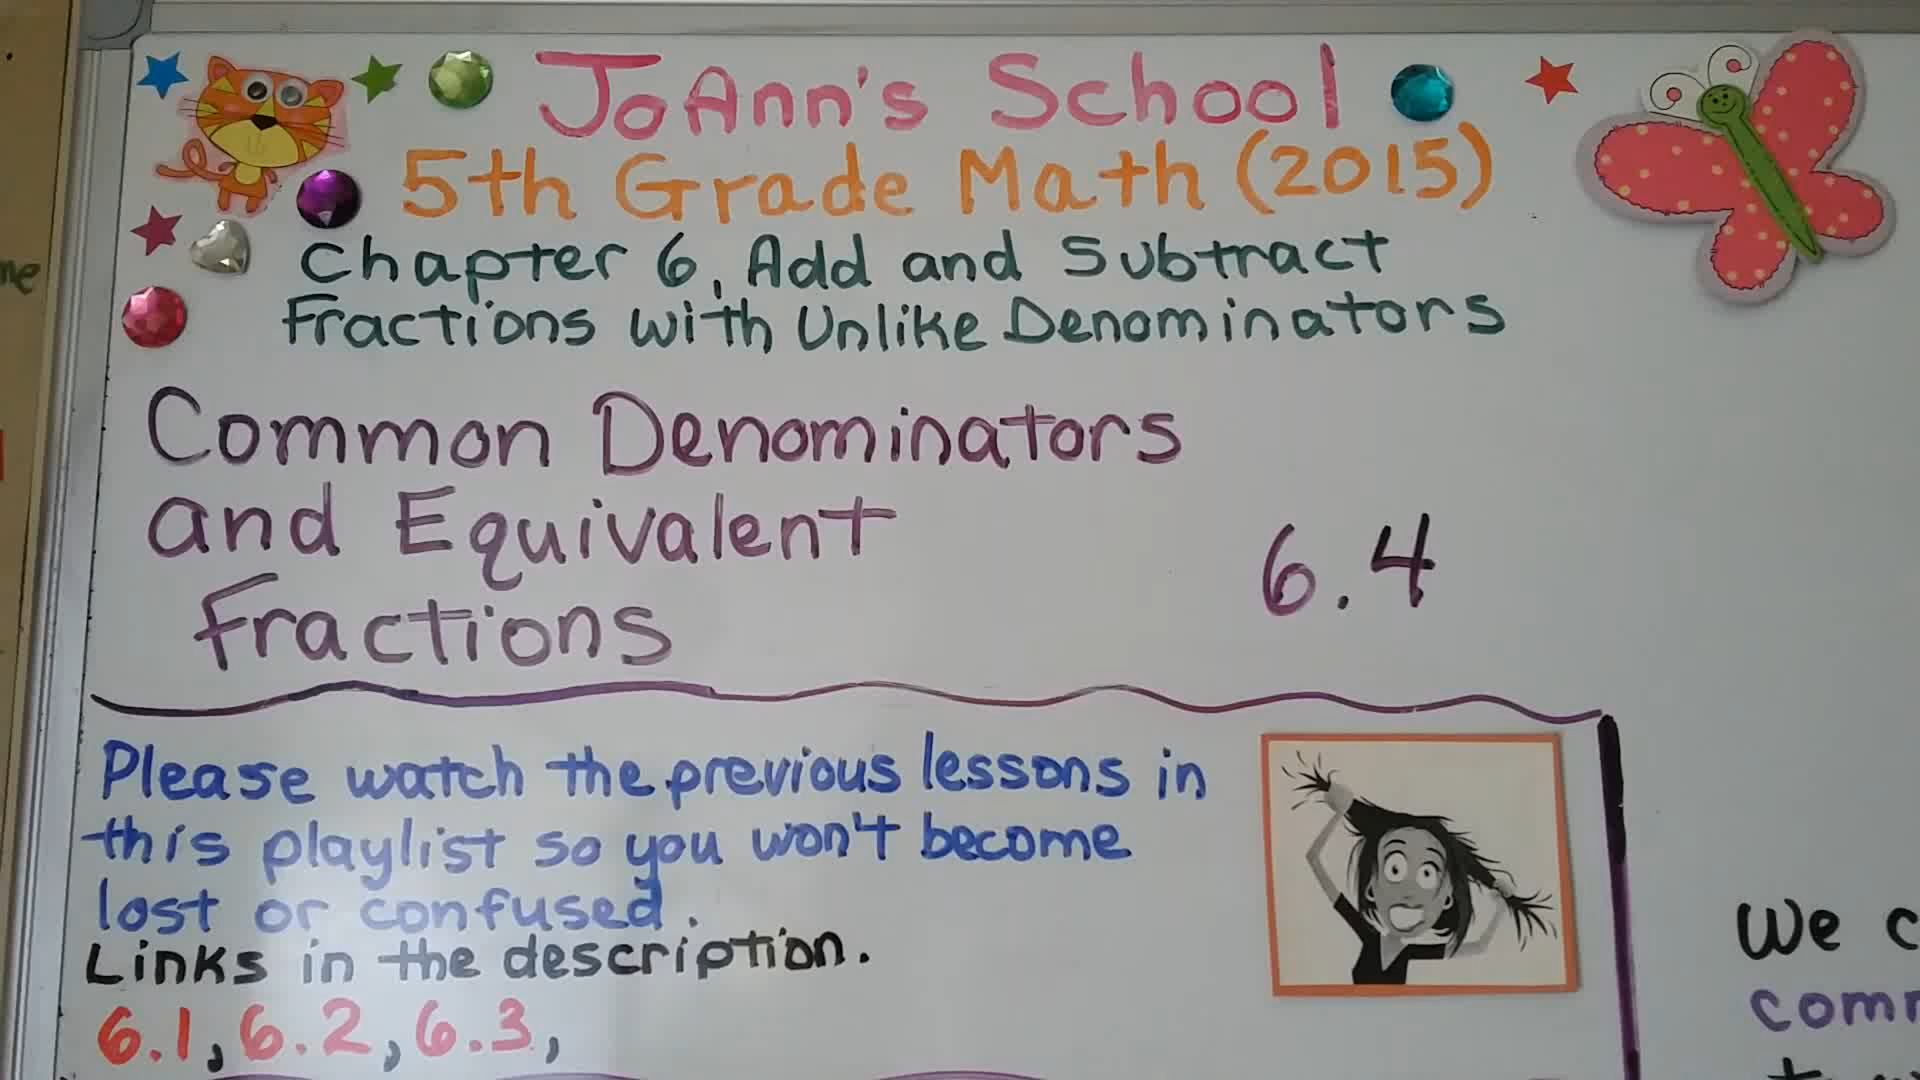 JoAnn's School
5th Grade Math (2015)
Chapter 6, Add and Subtract
Fractions with Unlike Denominators
Common Denominators
and Equivalent
Fractions
6.4
Please watch the previous lessons in
this playlist so you won't become
lost or confused.
Links in the description.
6.1, 6.2, 6.3,
We